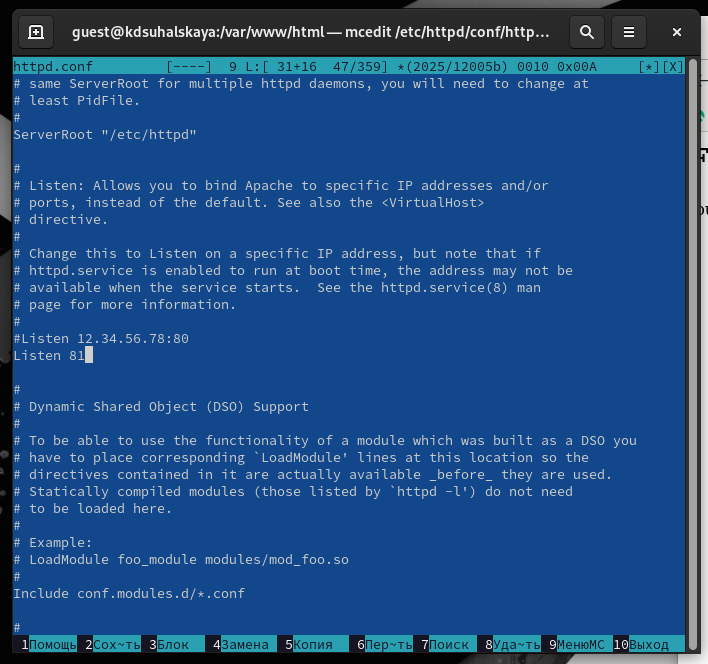 guest@kdsuhalskaya:/var/www/html — mcedit /etc/httpd/conf/http…
httpd.conf [----] 9 L:[ 31+16 47/359] *(2025/12005b) 0010 0x00A [*][X]
# same ServerRoot for multiple httpd daemons, you will need to change at
# least PidFile.
#
ServerRoot "/etc/httpd"
#
# Listen: Allows you to bind Apache to specific IP addresses and/or
# ports, instead of the default. See also the <VirtualHost>
# directive.
#
# Change this to Listen on a specific IP address, but note that if
# httpd.service is enabled to run at boot time, the address may not be
# available when the service starts.  See the httpd.service(8) man
# page for more information.
#
#Listen 12.34.56.78:80
Listen 81
#
# Dynamic Shared Object (DSO) Support
#
# To be able to use the functionality of a module which was built as a DSO you
# have to place corresponding `LoadModule' lines at this location so the
# directives contained in it are actually available _before_ they are used.
# Statically compiled modules (those listed by `httpd -l') do not need
# to be loaded here.
#
# Example:
# LoadModule foo_module modules/mod_foo.so
#
Include conf.modules.d/*.conf
#
1Помощь 2Сох~ть 3Блок 4Замена 5Копия 6Пер~ть 7Поиск 8Уда~ть 9МенюMC 10Выход